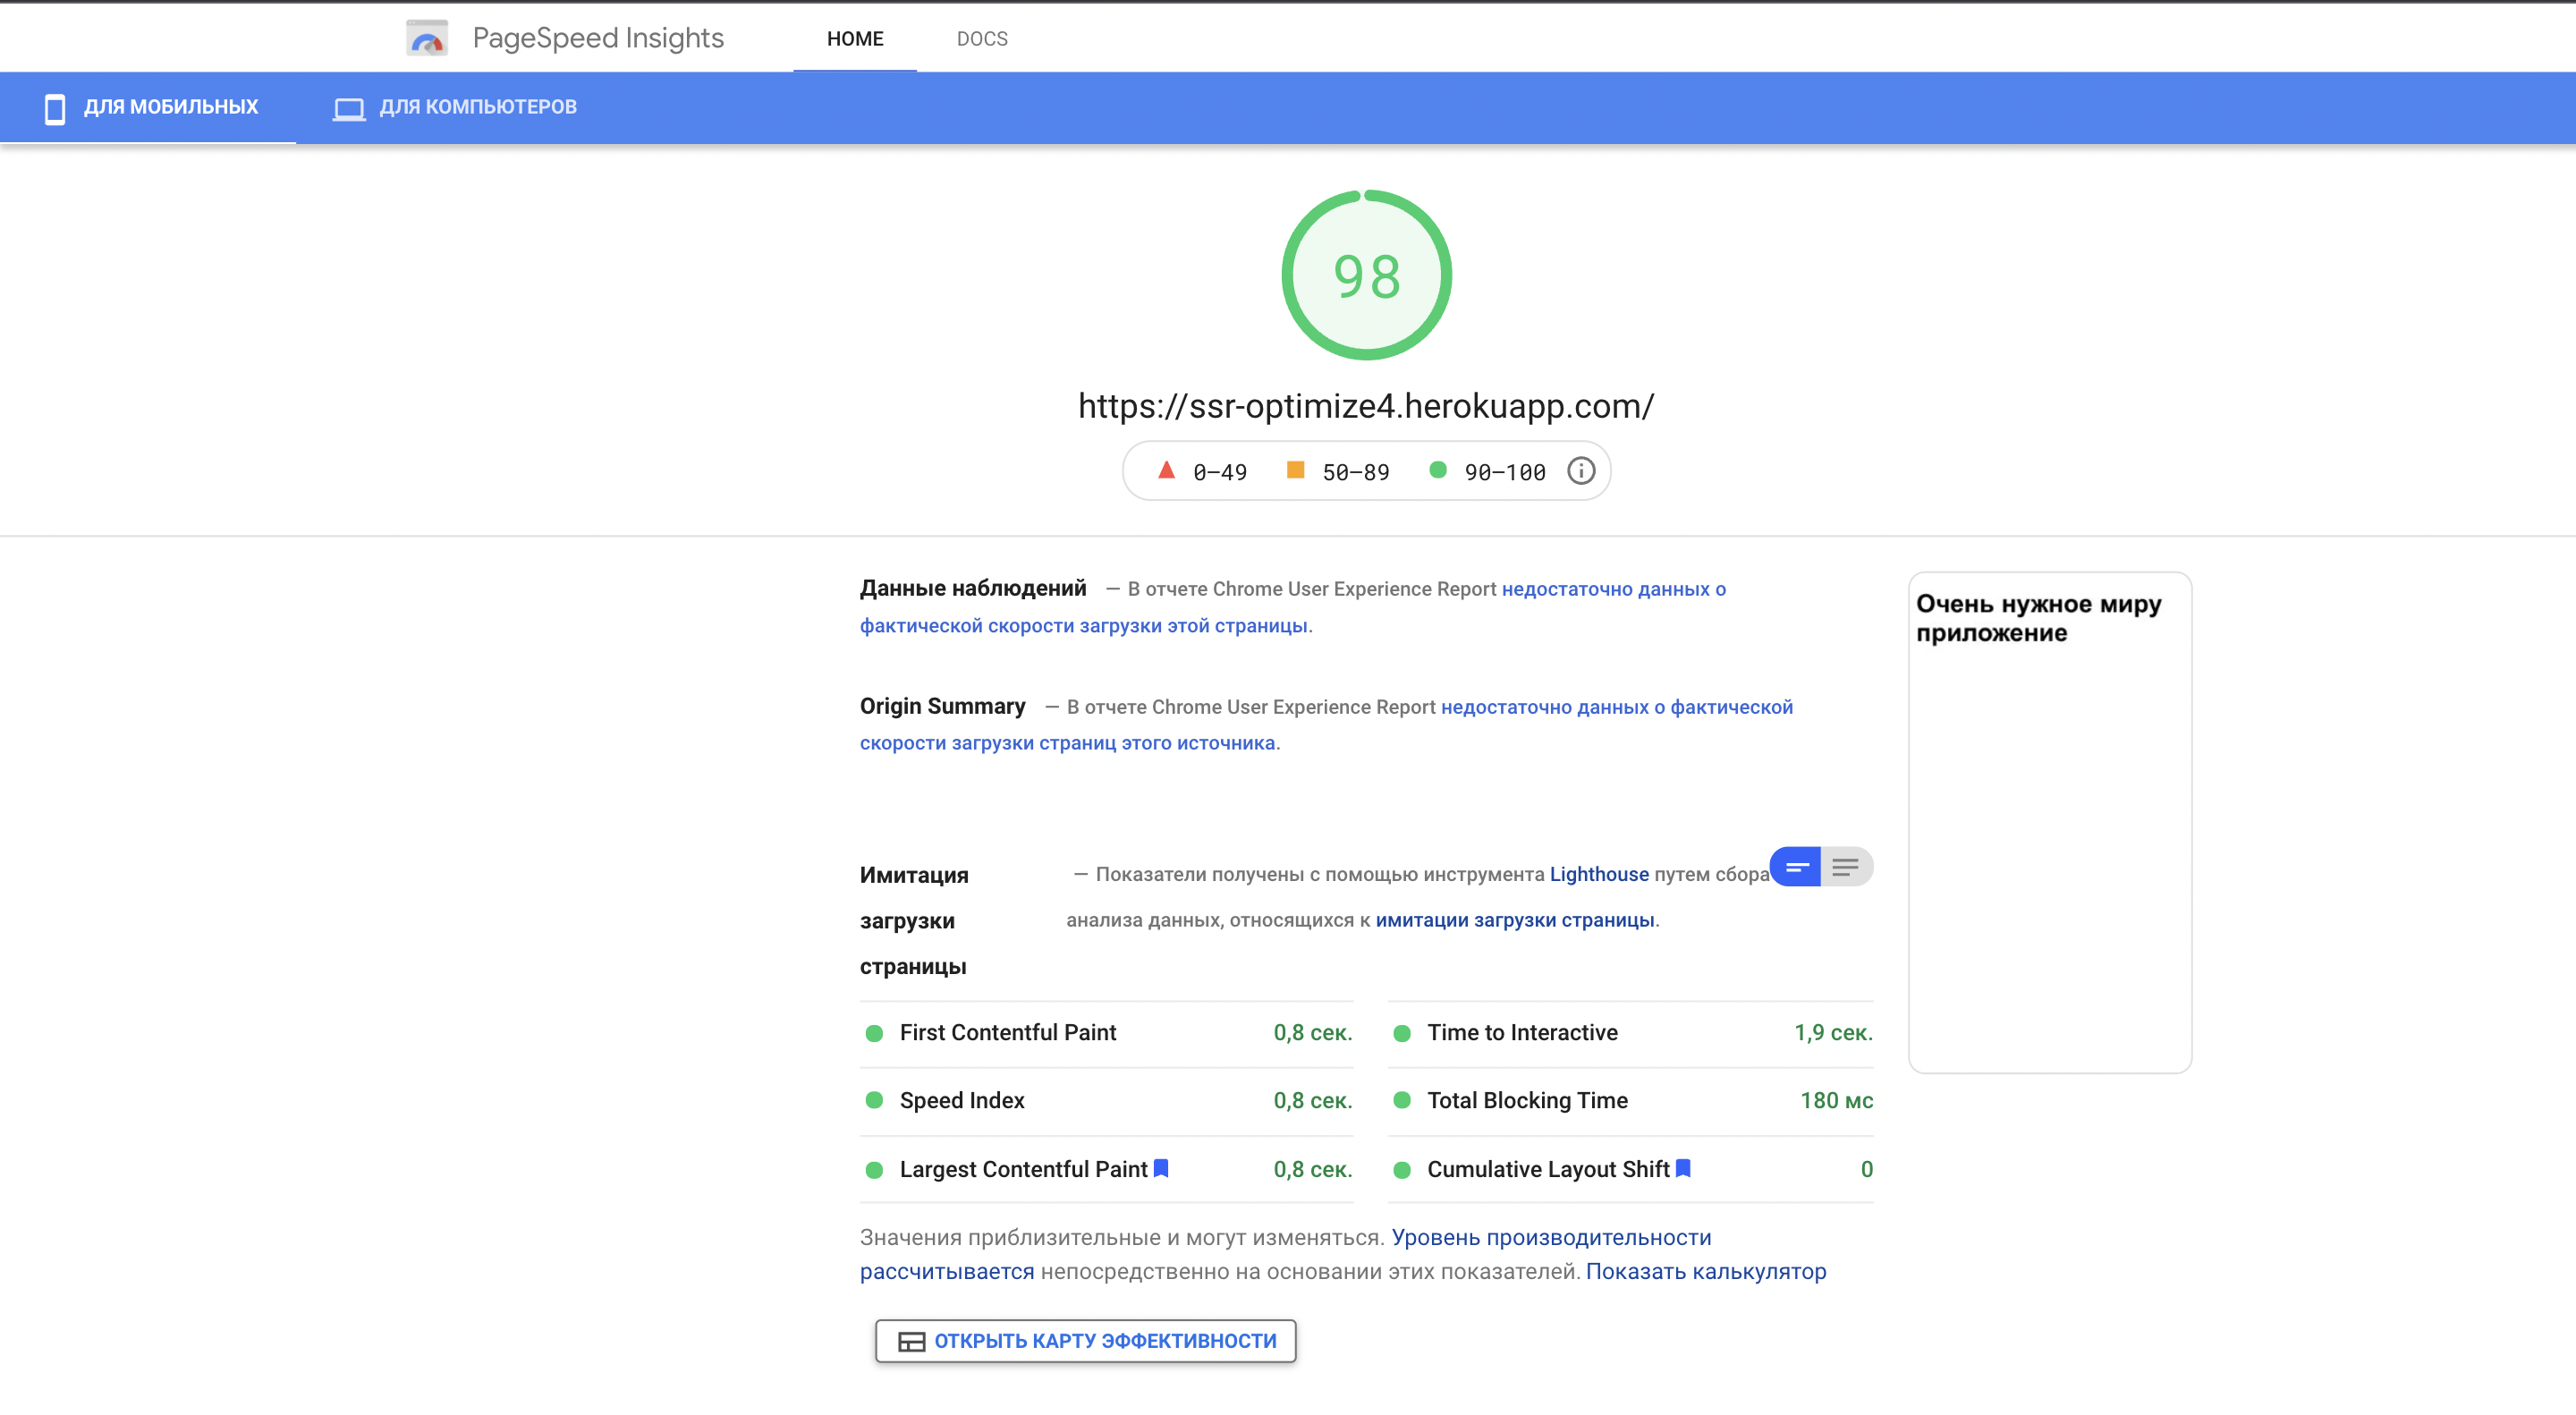 PageSpeed Insights
HOME
DOCS
ДЛЯ МОБИЛЬНЫХ
ДЛЯ КОМПЬЮТЕРОВ
98
https://ssr-optimize4.herokuapp.com/
0–49
50–89
90–100
Данные наблюдений — В отчете Chrome User Experience Report недостаточно данных о
фактической скорости загрузки этой страницы.
Origin Summary — В отчете Chrome User Experience Report недостаточно данных о фактической
скорости загрузки страниц этого источника.
Очень нужное миру
приложение
Имитация
загрузки
страницы
— Показатели получены с помощью инструмента Lighthouse путем сбора
анализа данных, относящихся к имитации загрузки страницы.
First Contentful Paint 0,8 сек.
Time to Interactive 1,9 сек.
Speed Index 0,8 сек.
Total Blocking Time 180 мс
Largest Contentful Paint 0,8 сек.
Cumulative Layout Shift 0
Значения приблизительные и могут изменяться. Уровень производительности
рассчитывается непосредственно на основании этих показателей. Показать калькулятор
ОТКРЫТЬ КАРТУ ЭФФЕКТИВНОСТИ